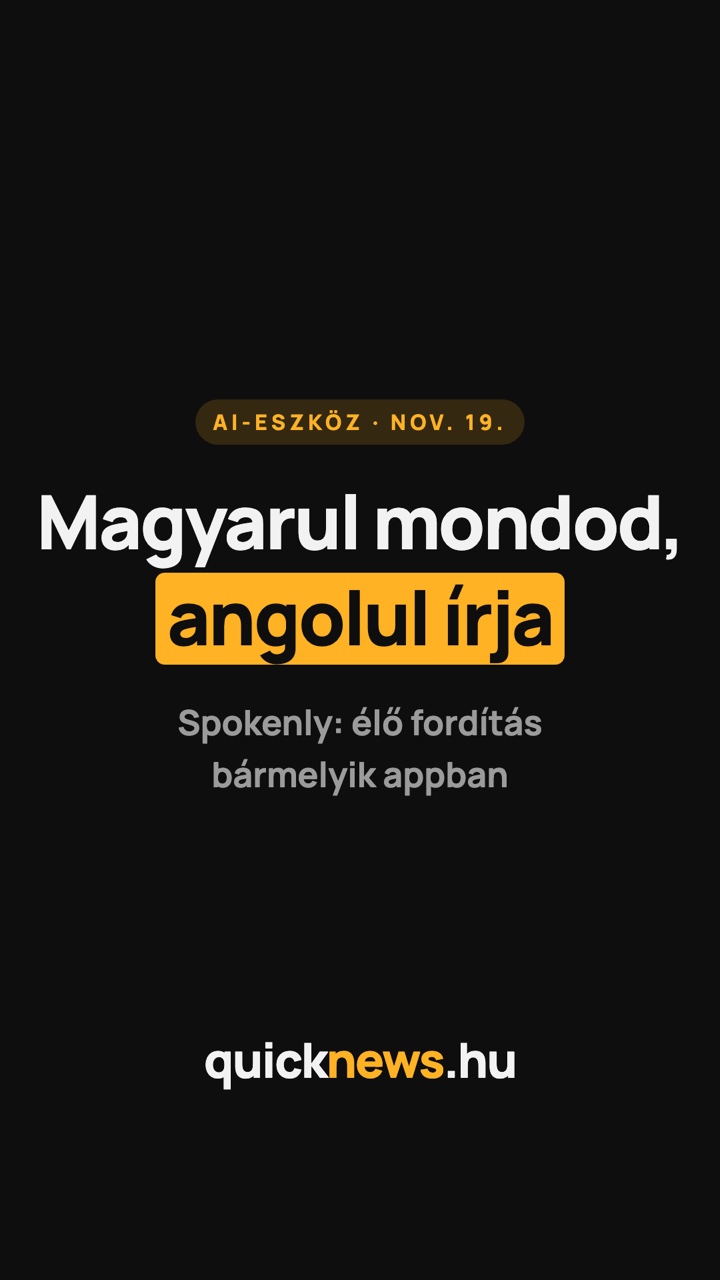 AI-ESZKÖZ · NOV. 19.
Magyarul mondod,
angolul írja
Spokenly: élő fordítás
bármelyik appban
quicknews.hu